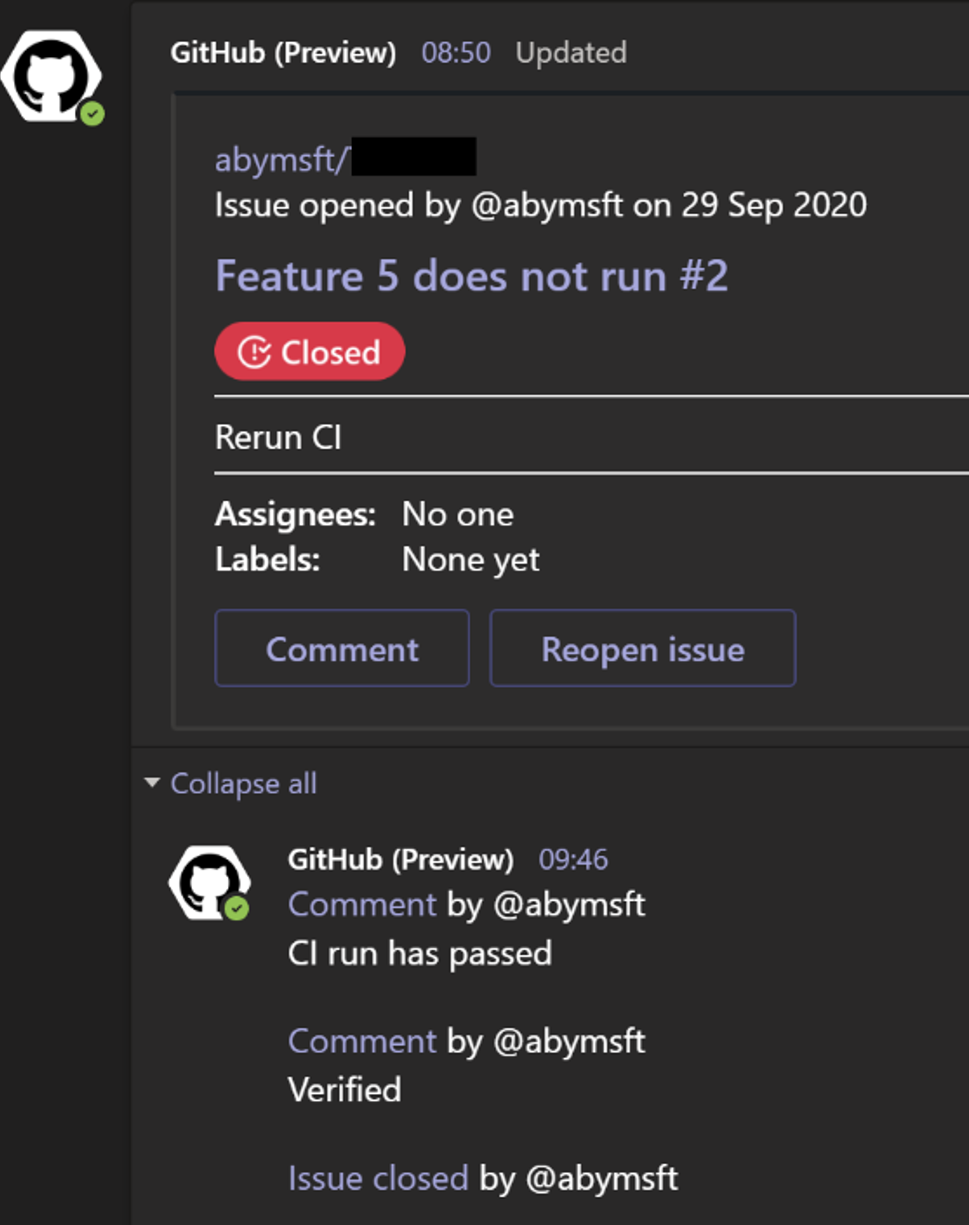 GitHub (Preview) 08:50 Updated
abymsft/
Issue opened by @abymsft on 29 Sep 2020
Feature 5 does not run #2
Closed
Rerun CI
Assignees: No one
Labels: None yet
Comment Reopen issue
Collapse all
GitHub (Preview) 09:46
Comment by @abymsft
CI run has passed
Comment by @abymsft
Verified
Issue closed by @abymsft